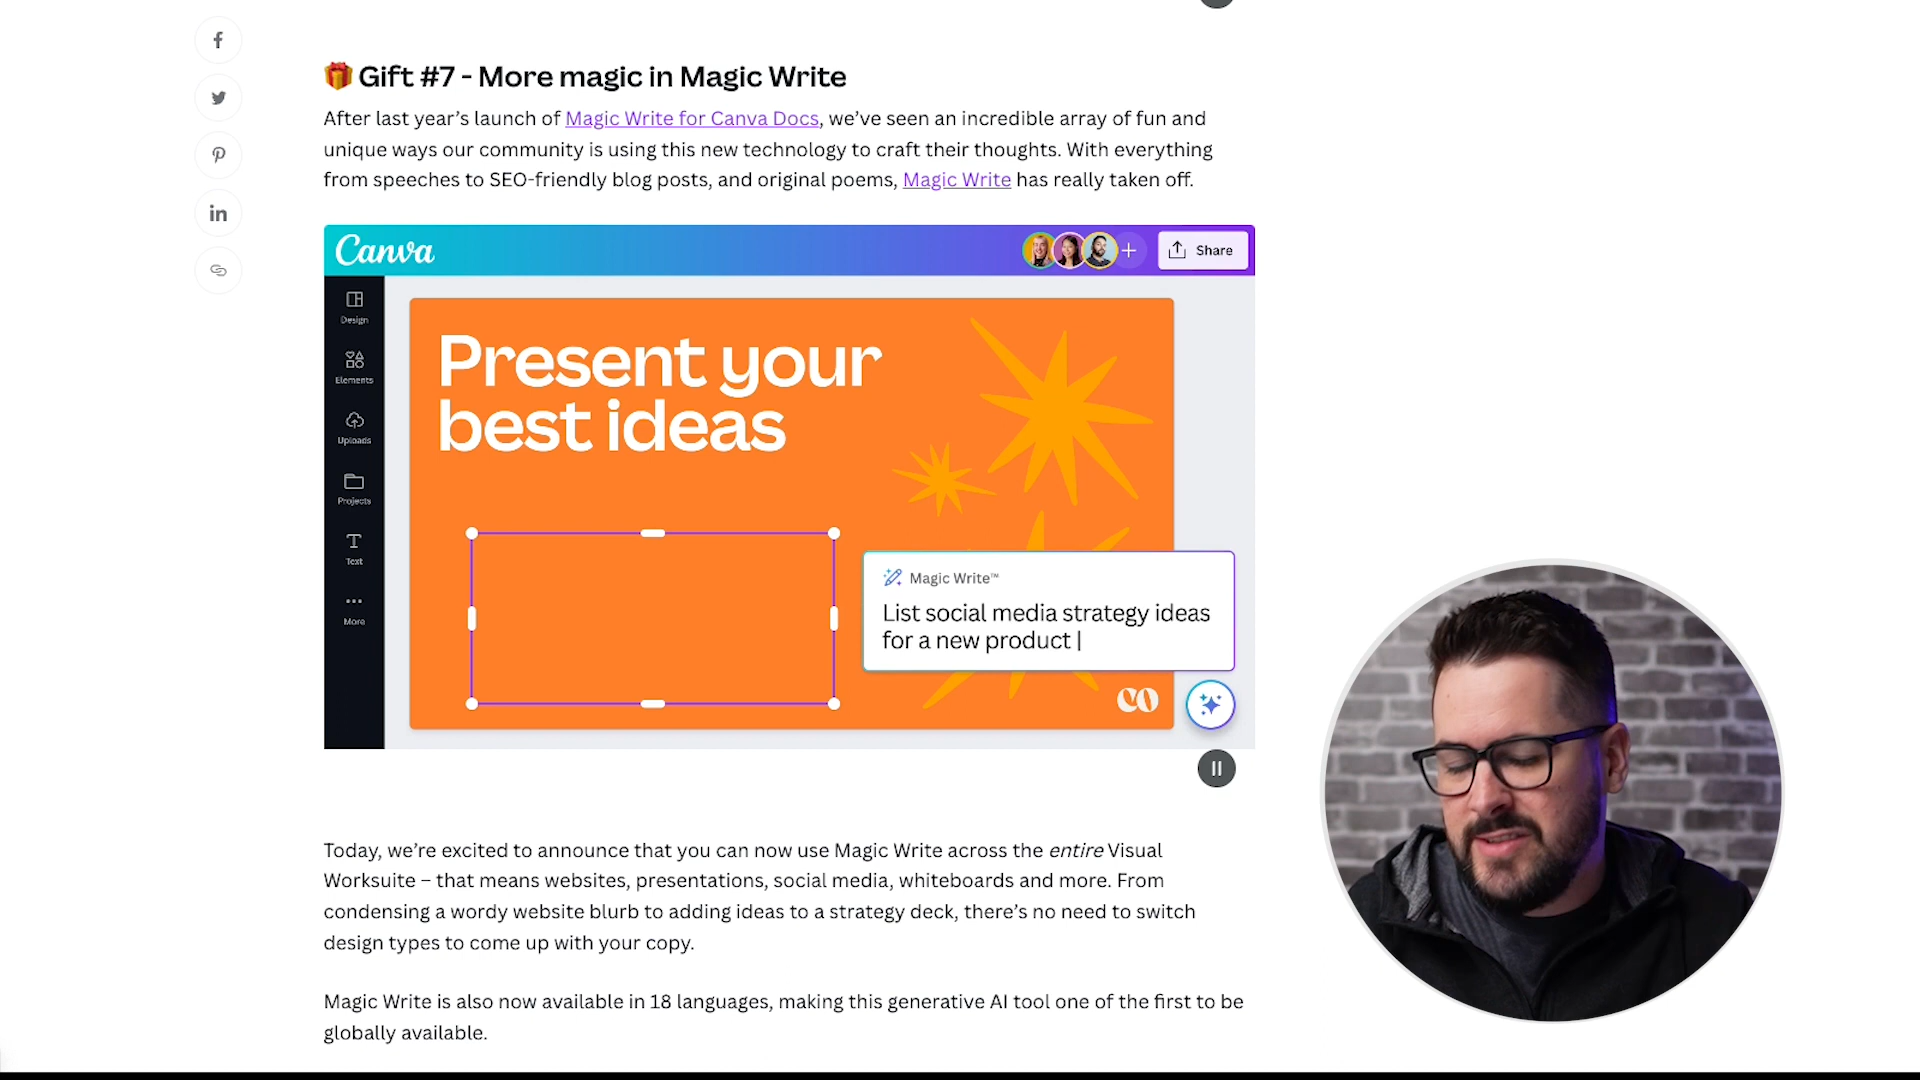 Gift #7 - More magic in Magic Write
After last year’s launch of Magic Write for Canva Docs, we’ve seen an incredible array of fun and
unique ways our community is using this new technology to craft their thoughts. With everything
from speeches to SEO-friendly blog posts, and original poems, Magic Write has really taken off.
Canva
Share
Design
Elements
Uploads
Projects
Text
More
Present your
best ideas
Magic Write™
List social media strategy ideas
for a new product
CO
Today, we’re excited to announce that you can now use Magic Write across the entire Visual
Worksuite – that means websites, presentations, social media, whiteboards and more. From
condensing a wordy website blurb to adding ideas to a strategy deck, there’s no need to switch
design types to come up with your copy.
Magic Write is also now available in 18 languages, making this generative AI tool one of the first to be
globally available.